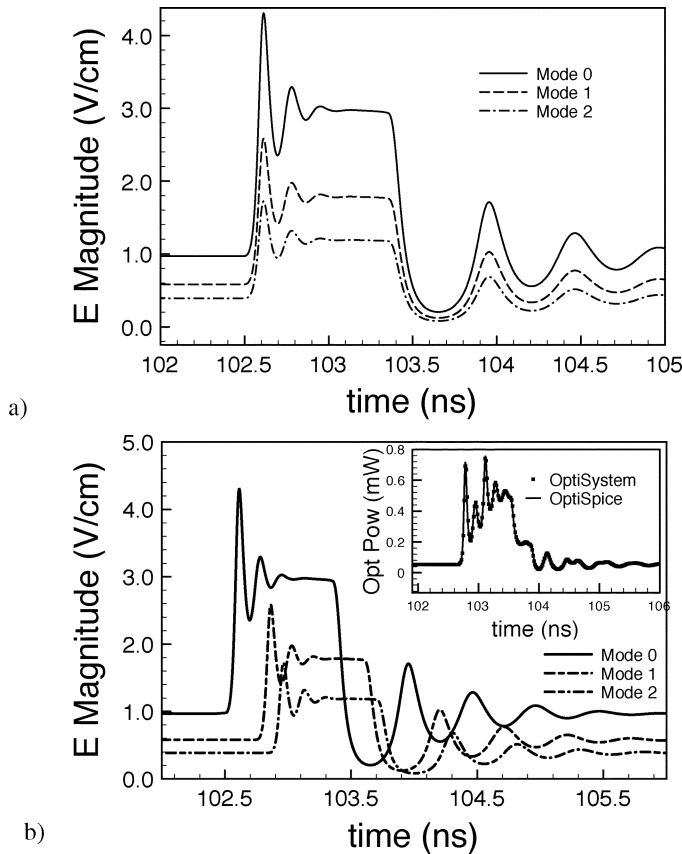 4.0
3.0
2.0
1.0
0.0
E Magnitude (V/cm)
Mode 0
Mode 1
Mode 2
102
102.5
103
103.5
104
104.5
105
time (ns)
a)
5.0
4.0
3.0
2.0
1.0
0.0
E Magnitude (V/cm)
0.8
0.6
0.4
0.2
0
Opt Pow (mW)
OptiSystem
OptiSpice
102
103
104
105
106
time (ns)
Mode 0
Mode 1
Mode 2
102.5
103.5
104.5
105.5
time (ns)
b)